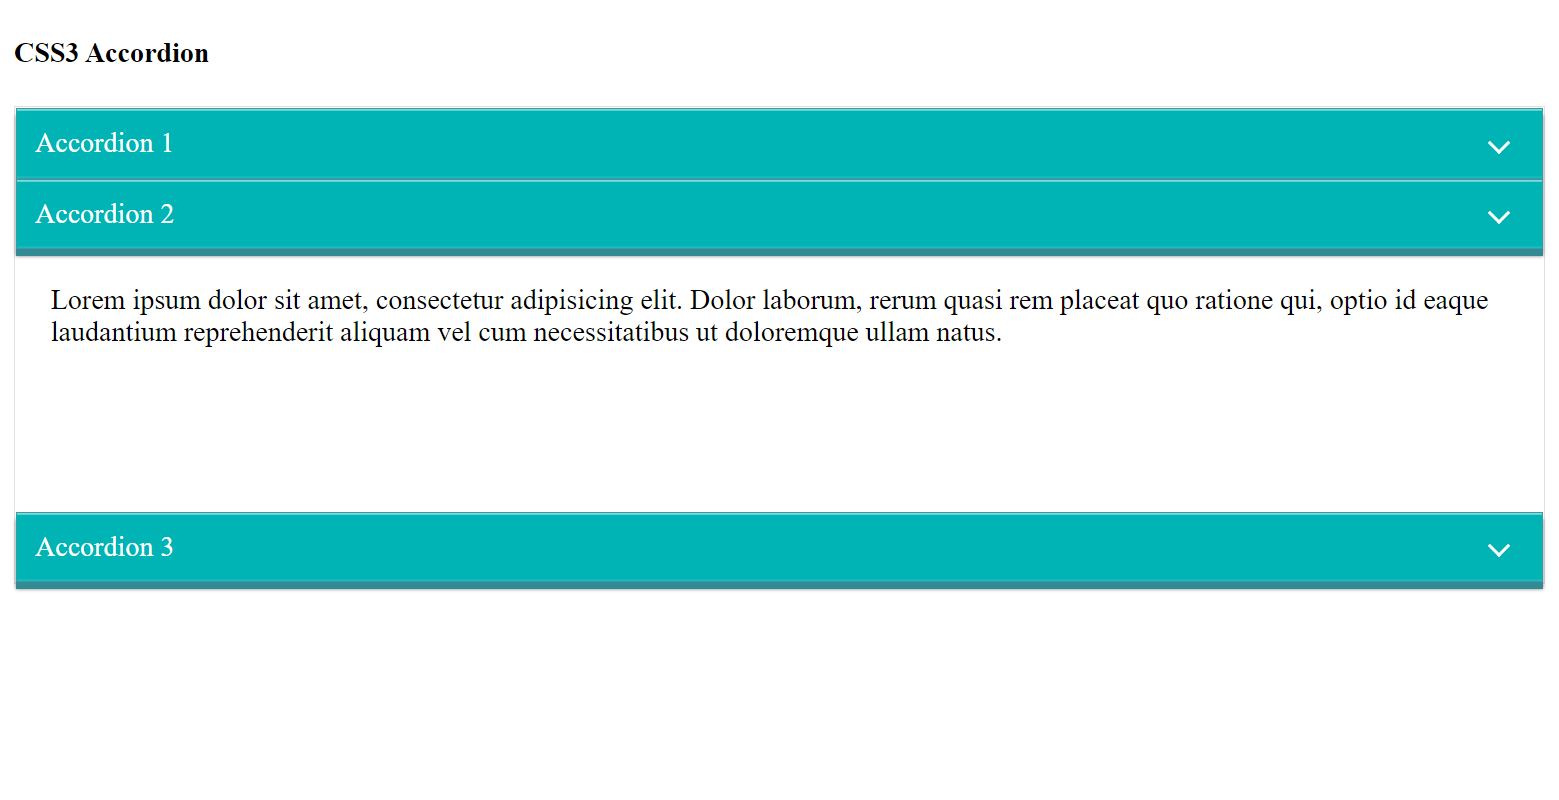 CSS3 Accordion
Accordion 1
Accordion 2
Lorem ipsum dolor sit amet, consectetur adipisicing elit. Dolor laborum, rerum quasi rem placeat quo ratione qui, optio id eaque
laudantium reprehenderit aliquam vel cum necessitatibus ut doloremque ullam natus.
Accordion 3